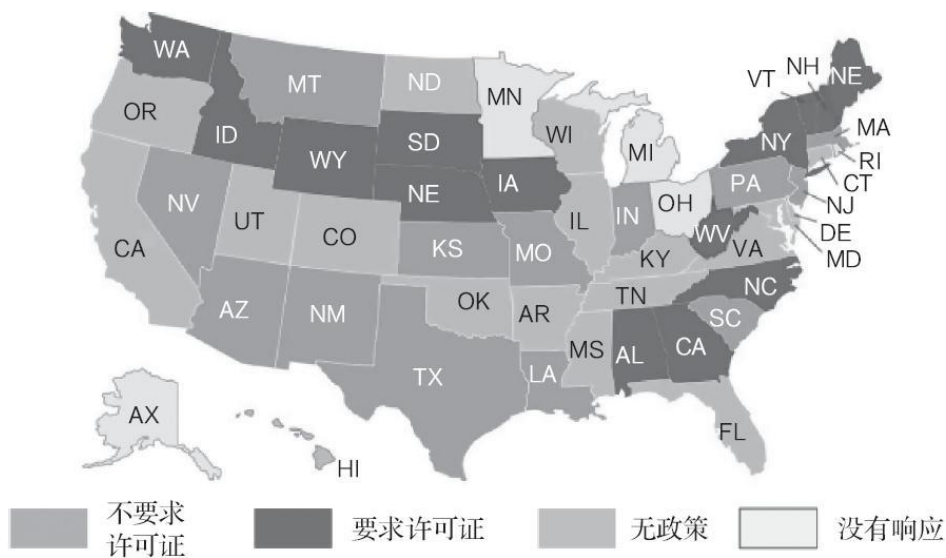 WA
MT
ND
MN
VT
NH
NE
OR
ID
SD
WI
MI
NY
MA
WY
RI
NE
IA
PA
CT
NV
UT
IL
IN
OH
NJ
CO
WV
DE
CA
KS
MO
KY
VA
MD
NC
TN
AZ
NM
OK
AR
SC
MS
AL
CA
TX
LA
AX
FL
HI
不要求
许可证
要求许可证
无政策
没有响应